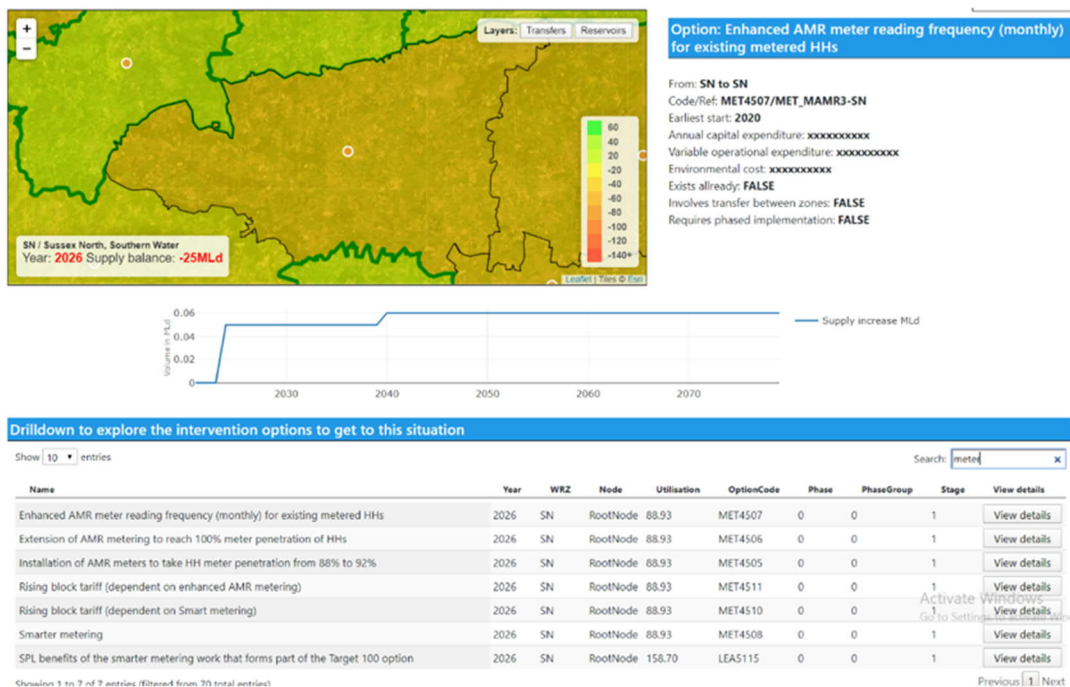 +
−
Layers: Transfers Reservoirs
60
40
20
-20
-40
-60
-80
-100
-120
-140+
SN / Sussex North, Southern Water
Year: 2026 Supply balance: -25MLd
Leaflet | Tiles © Esri
Option: Enhanced AMR meter reading frequency (monthly)
for existing metered HHs
From: SN to SN
Code/Ref: MET4507/MET_MAMR3-SN
Earliest start: 2020
Annual capital expenditure: xxxxxxxxxx
Variable operational expenditure: xxxxxxxxxx
Environmental cost: xxxxxxxxxx
Exists allready: FALSE
Involves transfer between zones: FALSE
Requires phased implementation: FALSE
Volume in MLd
0.06
0.04
0.02
0
2030 2040 2050 2060 2070
Supply increase MLd
Drilldown to explore the intervention options to get to this situation
Show 10 entries
Search: meter ×
Name Year WRZ Node Utilisation OptionCode Phase PhaseGroup Stage View details
Enhanced AMR meter reading frequency (monthly) for existing metered HHs 2026 SN RootNode 88.93 MET4507 0 0 1 View details
Extension of AMR metering to reach 100% meter penetration of HHs 2026 SN RootNode 88.93 MET4506 0 0 1 View details
Installation of AMR meters to take HH meter penetration from 88% to 92% 2026 SN RootNode 88.93 MET4505 0 0 1 View details
Rising block tariff (dependent on enhanced AMR metering) 2026 SN RootNode 88.93 MET4511 0 0 1 View details
Rising block tariff (dependent on Smart metering) 2026 SN RootNode 88.93 MET4510 0 0 1 View details
Smarter metering 2026 SN RootNode 88.93 MET4508 0 0 1 View details
SPL benefits of the smarter metering work that forms part of the Target 100 option 2026 SN RootNode 158.70 LEA5115 0 0 1 View details
Activate Windows
Go to Settings to activate Win
Showing 1 to 7 of 7 entries (filtered from 70 total entries)
Previous 1 Next